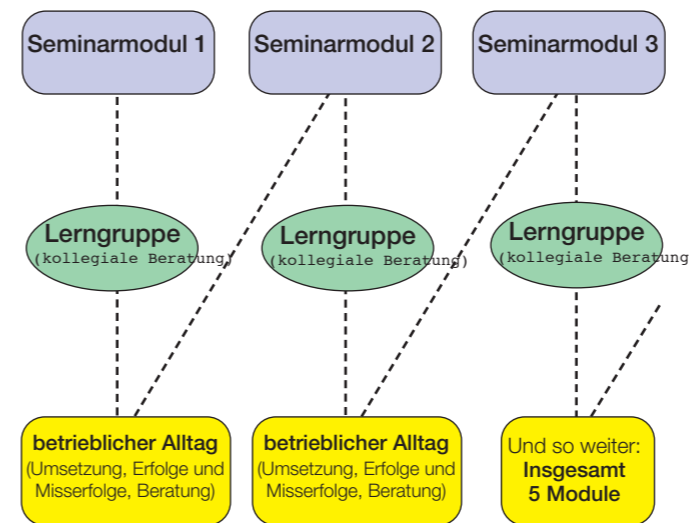 Seminarmodul 1
Seminarmodul 2
Seminarmodul 3
Lerngruppe
(kollegiale Beratung)
Lerngruppe
(kollegiale Beratung)
Lerngruppe
(kollegiale Beratung
betrieblicher Alltag
(Umsetzung, Erfolge und
Misserfolge, Beratung)
betrieblicher Alltag
(Umsetzung, Erfolge und
Misserfolge, Beratung)
Und so weiter:
Insgesamt
5 Module